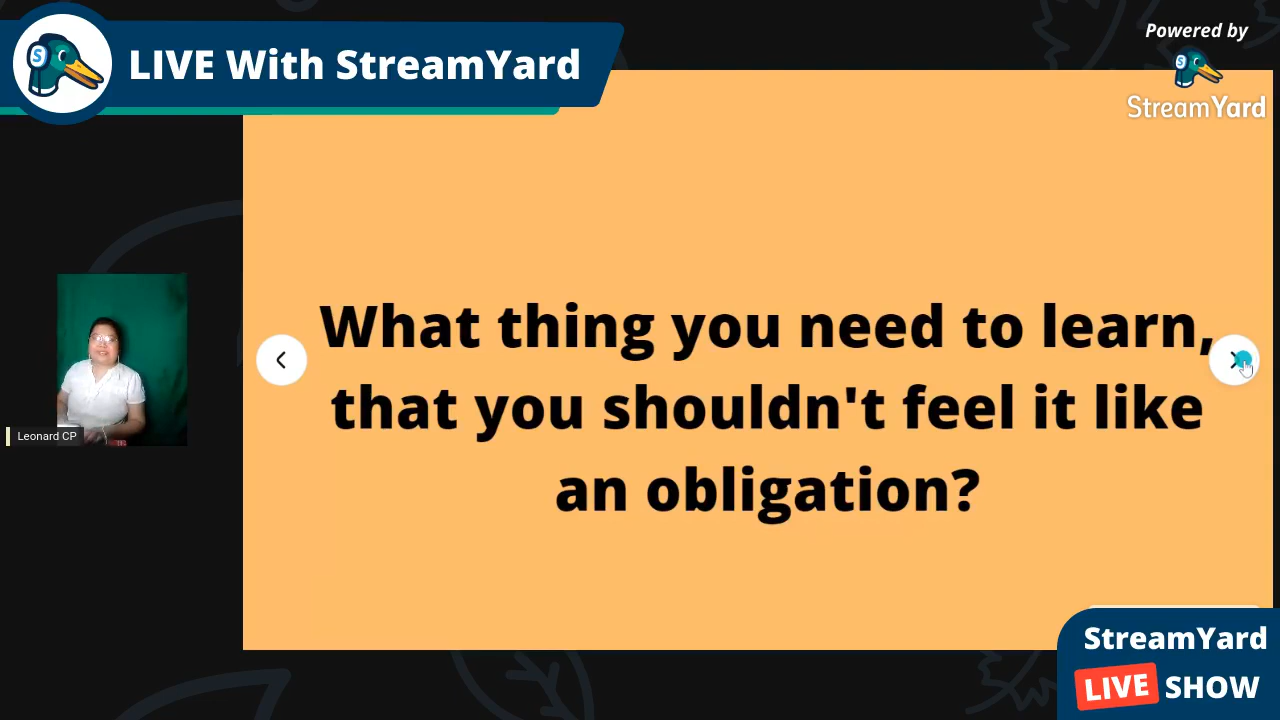 LIVE With StreamYard
Powered by
StreamYard
What thing you need to learn,
that you shouldn't feel it like
an obligation?
Leonard CP
StreamYard
LIVE SHOW